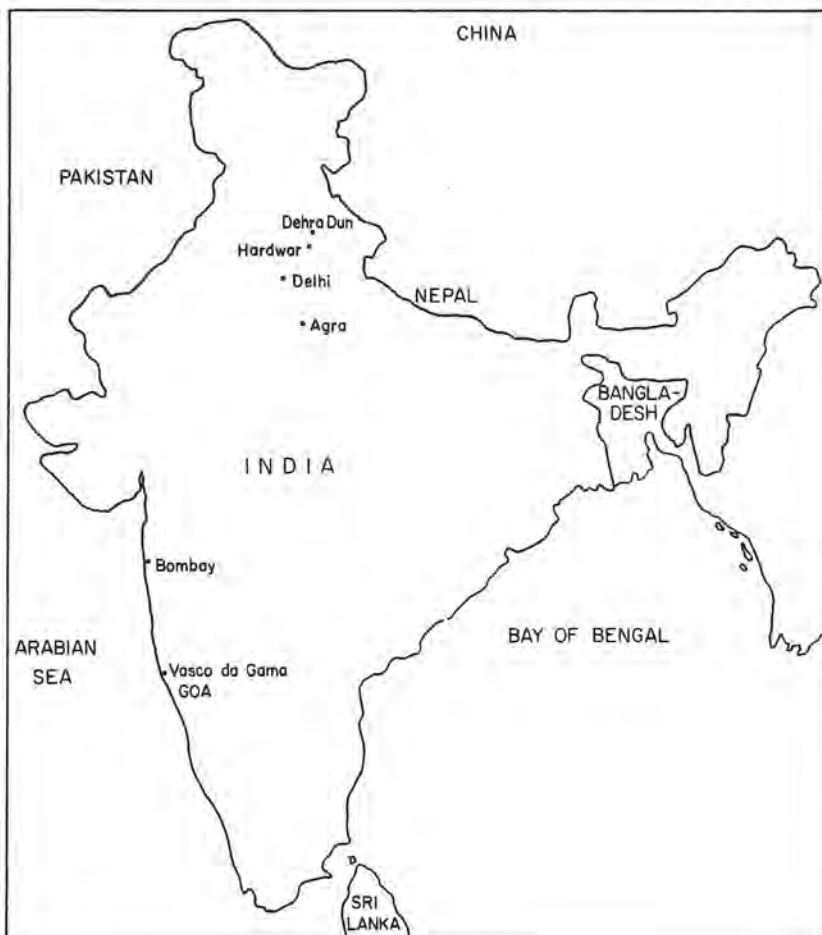 CHINA
PAKISTAN
Dehra Dun
Hardwar
Delhi
NEPAL
Agra
BANGLA-
DESH
INDIA
Bombay
BAY OF BENGAL
ARABIAN
SEA
Vasco da Gama
GOA
SRI
LANKA